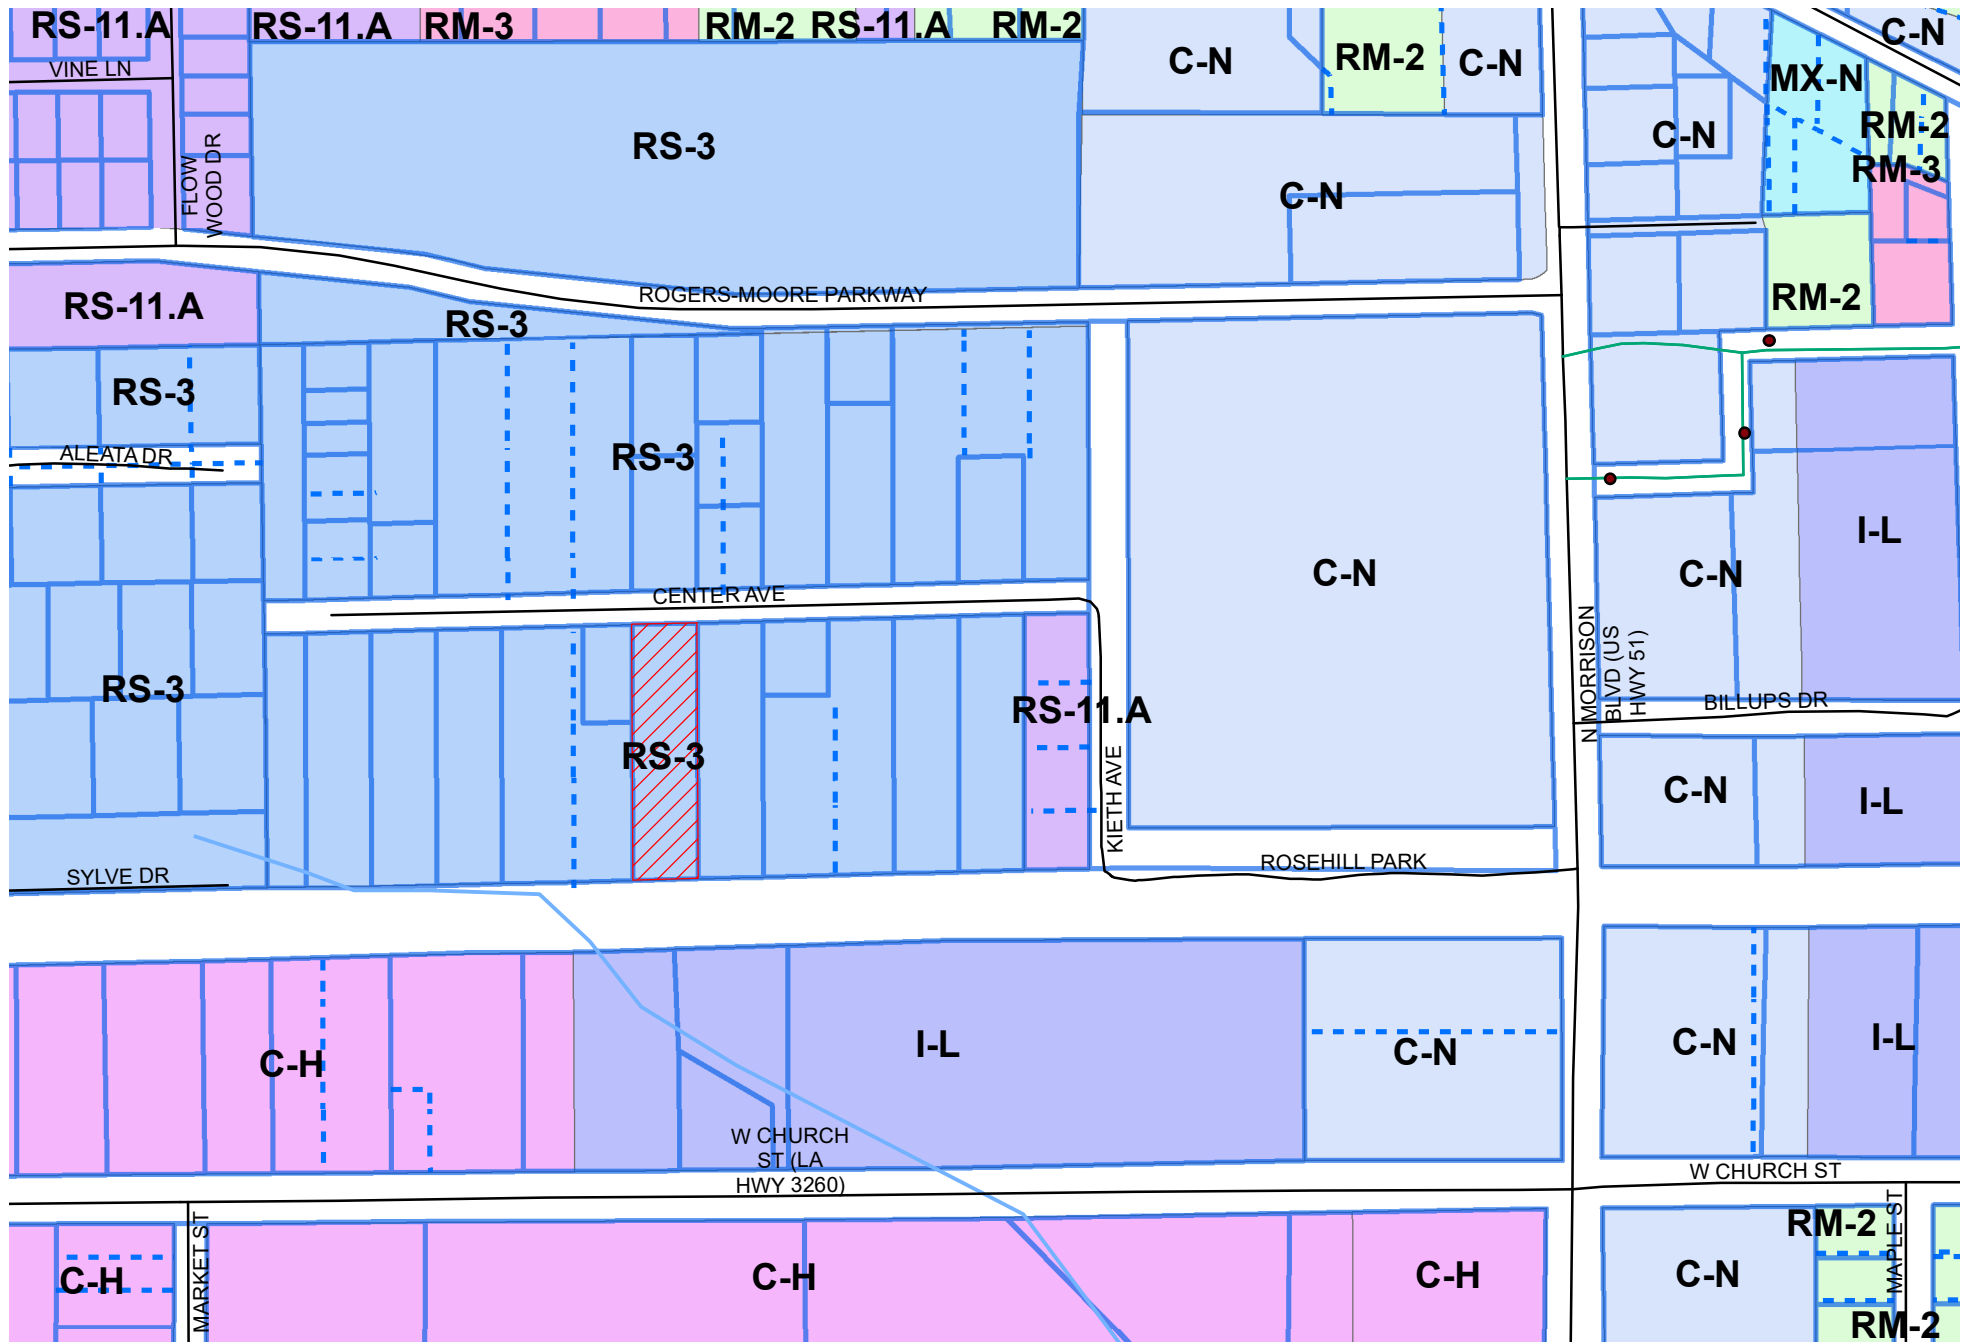 RS-11.A
RS-11.A
RM-3
RM-2
RS-11.A
RM-2
C-N
RM-2
C-N
C-N
VINE LN
MX-N
RS-3
C-N
RM-2
RM-3
FLOW
WOOD DR
C-N
RS-11.A
ROGERS-MOORE PARKWAY
RM-2
RS-3
RS-3
ALEATA DR
RS-3
I-L
C-N
C-N
CENTER AVE
RS-3
RS-11.A
N MORRISON
BLVD (US
HWY 51)
BILLUPS DR
RS-3
KIETH AVE
C-N
I-L
SYLVE DR
ROSEHILL PARK
C-H
I-L
C-N
C-N
I-L
W CHURCH
ST (LA
HWY 3260)
W CHURCH ST
MARKET ST
C-H
C-H
C-H
C-N
RM-2
MAPLE ST
RM-2